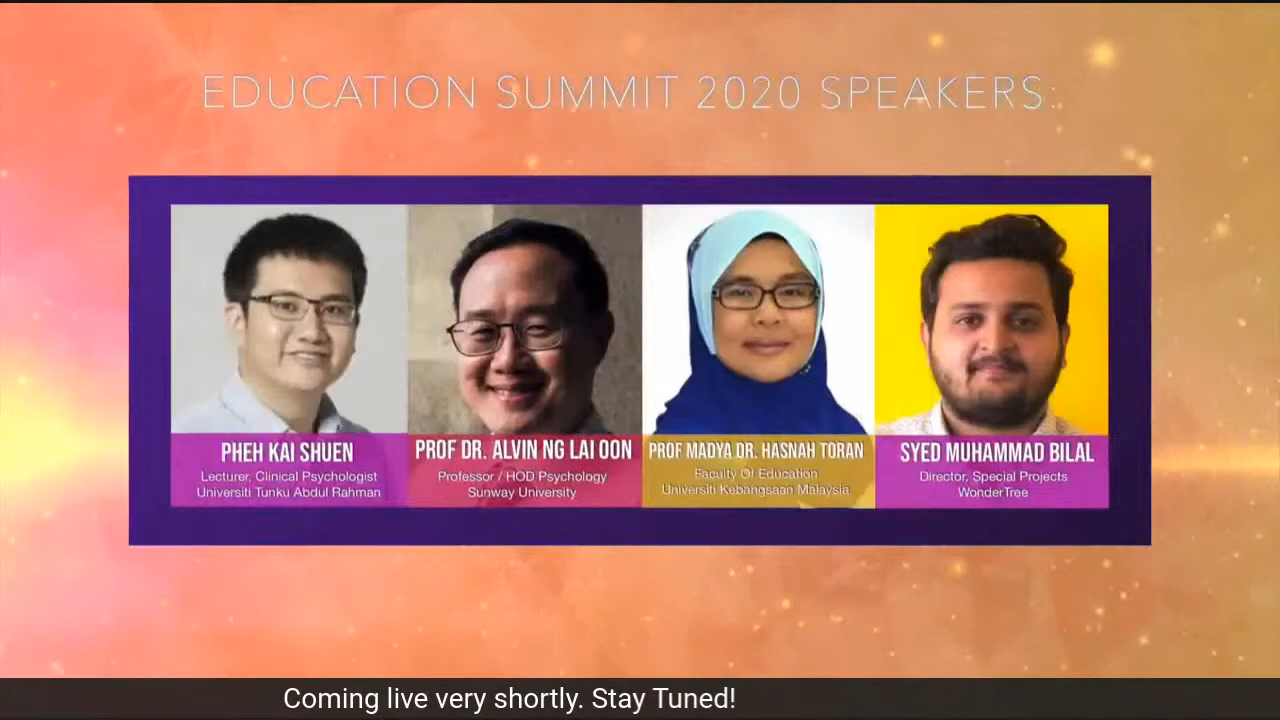 EDUCATION SUMMIT 2020 SPEAKERS:
PHEH KAI SHUEN
Lecturer, Clinical Psychologist
Universiti Tunku Abdul Rahman
PROF DR. ALVIN NG LAI OON
Professor / HOD Psychology
Sunway University
PROF MADYA DR. HASNAH TORAN
Faculty Of Education
Universiti Kebangsaan Malaysia
SYED MUHAMMAD BILAL
Director, Special Projects
WonderTree
Coming live very shortly. Stay Tuned!